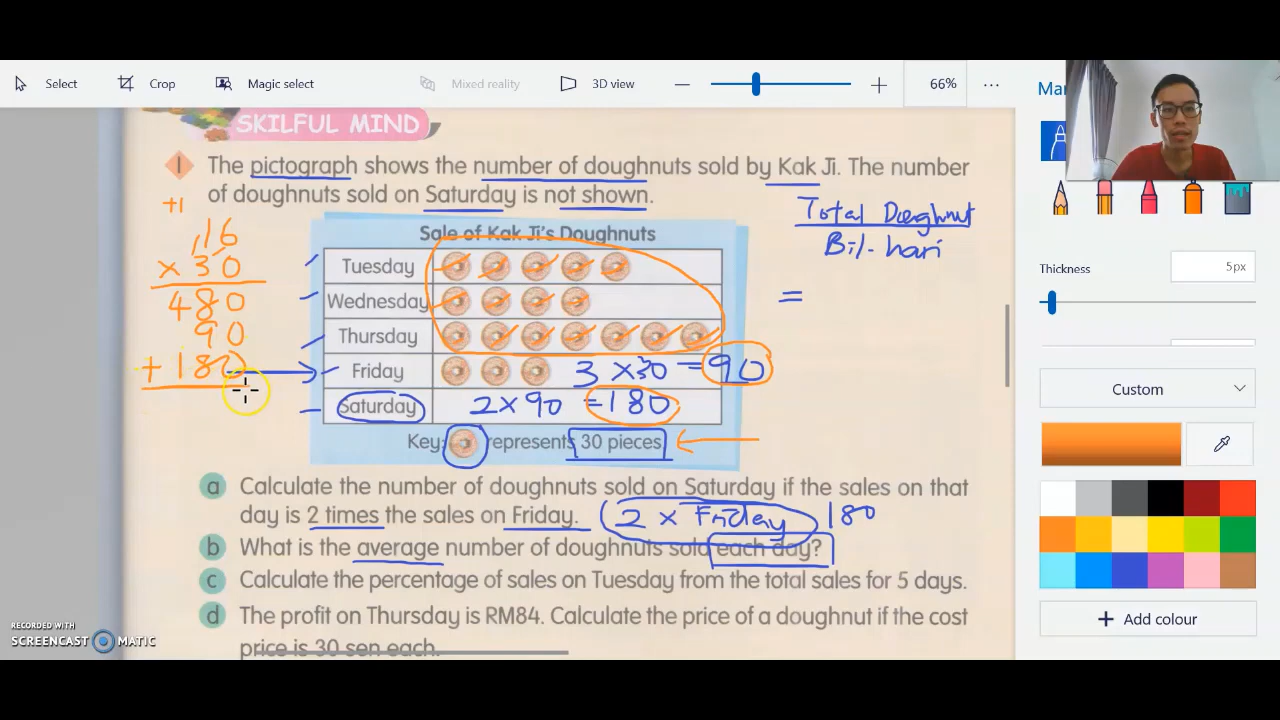 Select Crop Magic select Mixed reality 3D view 66% ...
SKILFUL MIND
1 The pictograph shows the number of doughnuts sold by Kak Ji. The number
of doughnuts sold on Saturday is not shown.
+1
1
16
× 30
480
90
+ 180
Total Doughnut
Bil. hari
=
Sale of Kak Ji's Doughnuts
Tuesday
Wednesday
Thursday
Friday 3 × 30 = 90
Saturday 2 × 90 = 180
Key: represents 30 pieces
a Calculate the number of doughnuts sold on Saturday if the sales on that
day is 2 times the sales on Friday. (2 × Friday) 180
b What is the average number of doughnuts sold each day?
c Calculate the percentage of sales on Tuesday from the total sales for 5 days.
d The profit on Thursday is RM84. Calculate the price of a doughnut if the cost
price is 30 sen each.
RECORDED WITH
SCREENCAST MATIC
Thickness
5px
Custom
+ Add colour